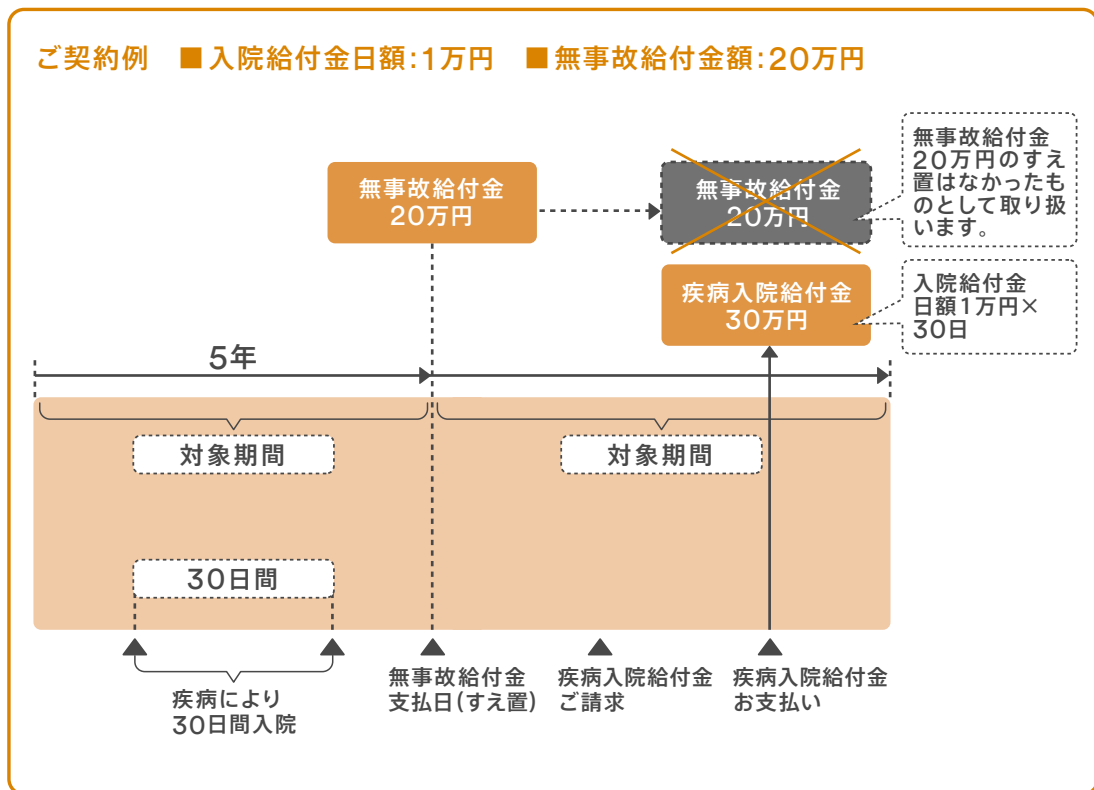 ご契約例 ■入院給付金日額:1万円 ■無事故給付金額:20万円
無事故給付金
20万円
無事故給付金
20万円
無事故給付金
20万円のすえ
置はなかったも
のとして取り扱
います。
疾病入院給付金
30万円
入院給付金
日額1万円×
30日
5年
対象期間
対象期間
30日間
疾病により
30日間入院
無事故給付金
支払日(すえ置)
疾病入院給付金
ご請求
疾病入院給付金
お支払い